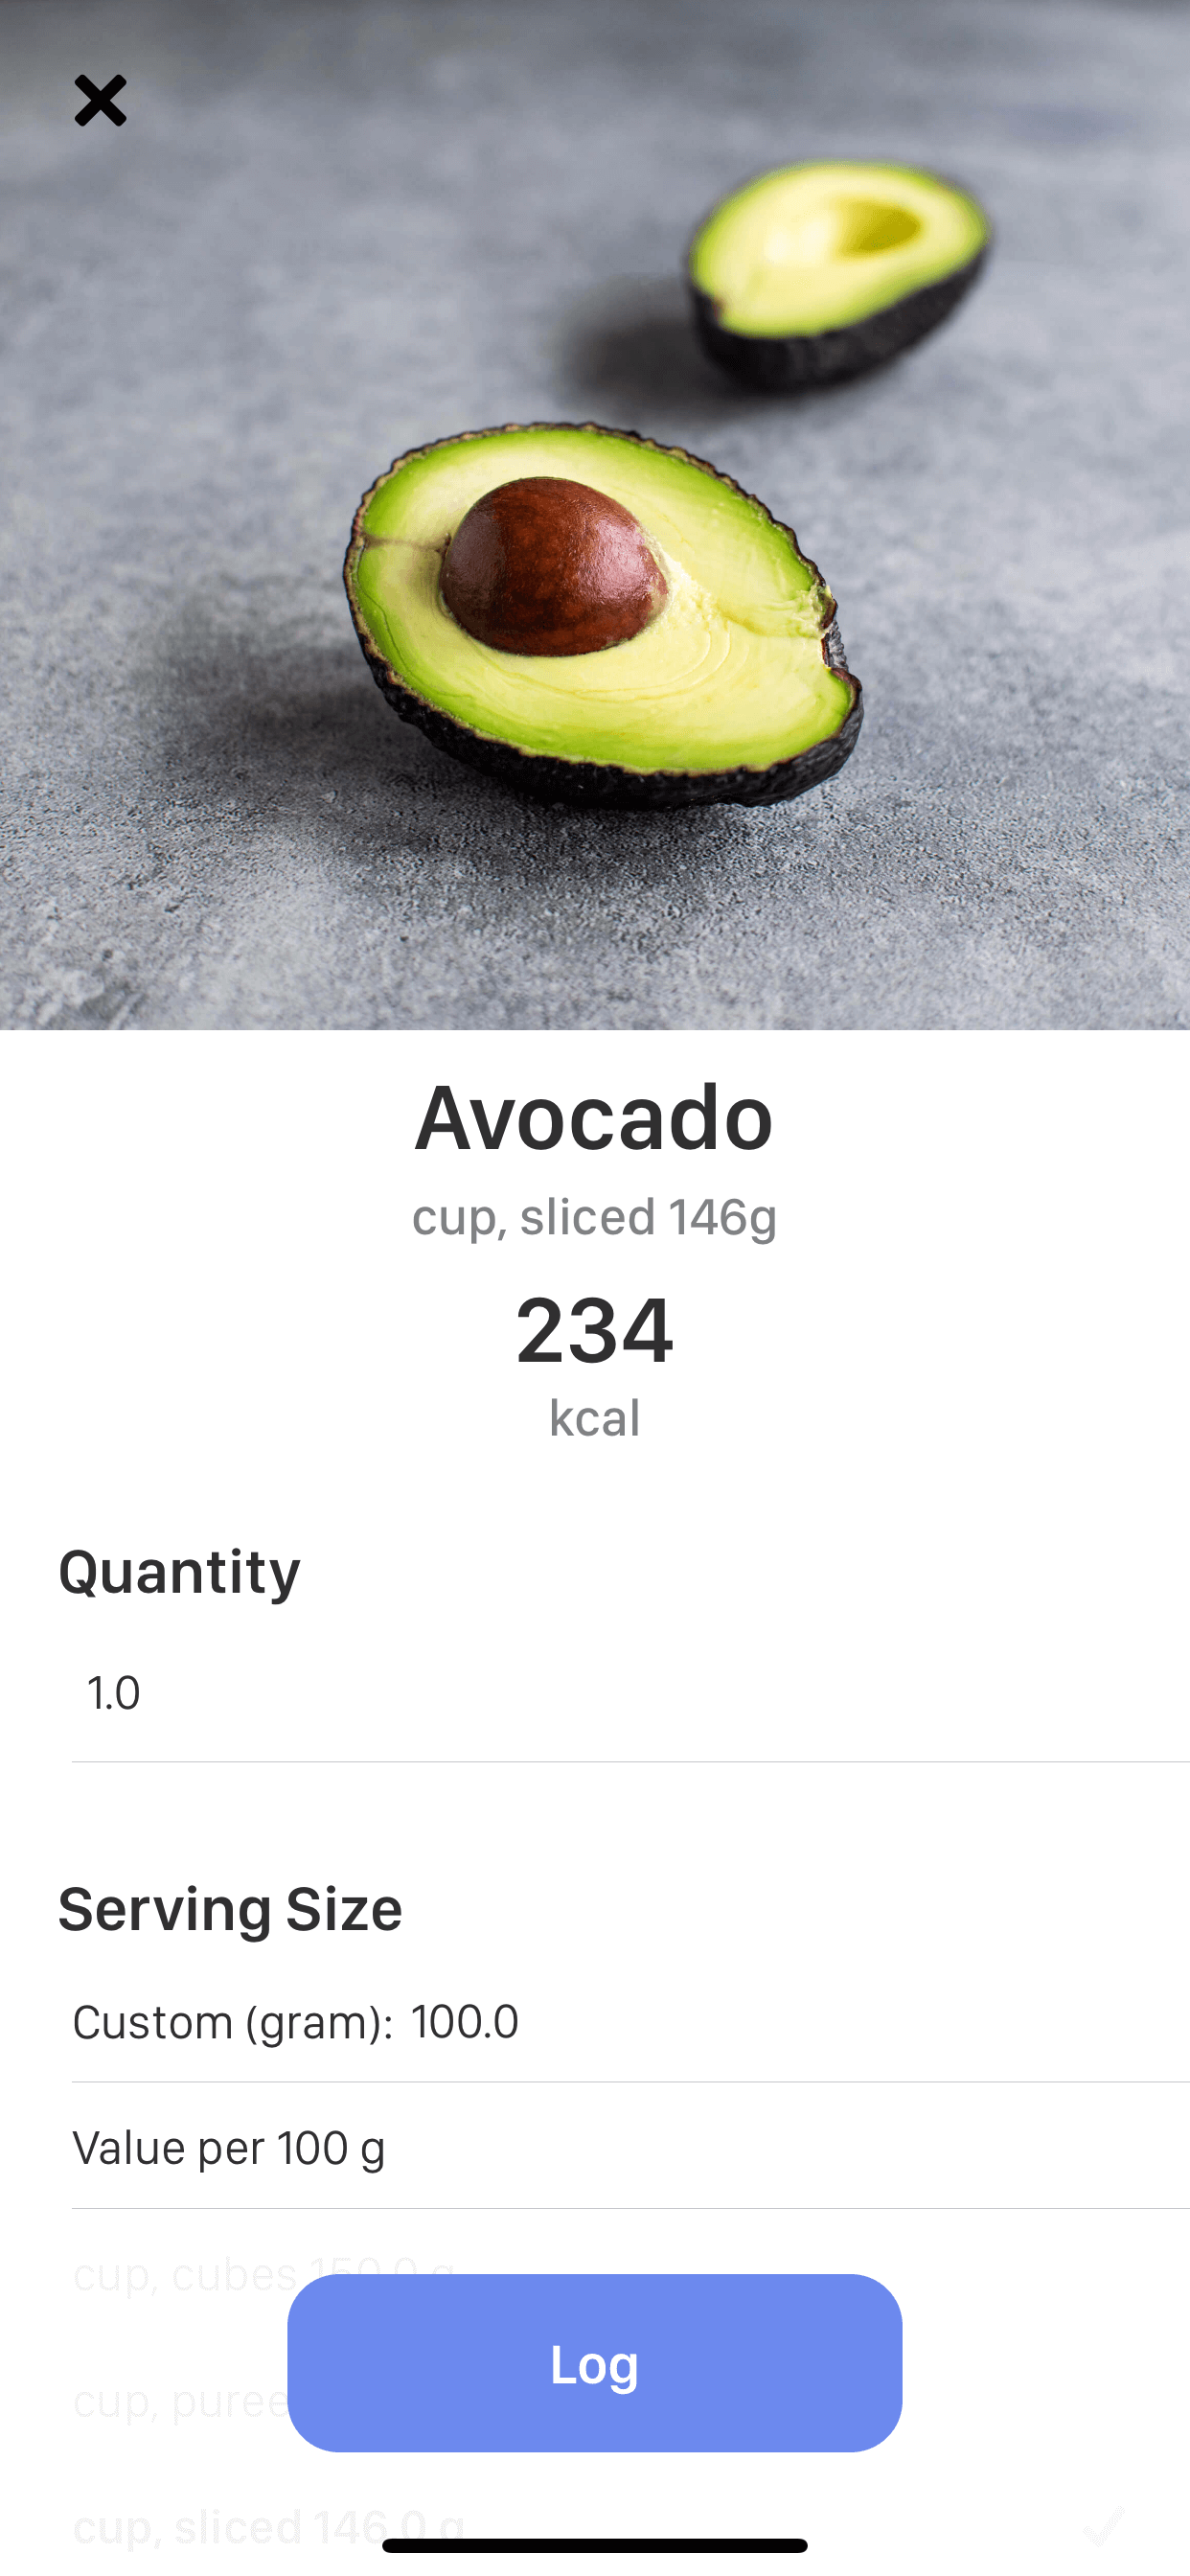 Avocado
cup, sliced 146g
234
kcal
Quantity
1.0
Serving Size
Custom (gram): 100.0
Value per 100 g
cup, cubes 150.0 g
Log
cup, puree
cup, sliced 146.0 g